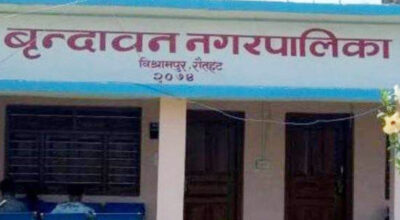 बृन्दावन नगरपालिका
विश्रामपुर, रौतहट
२०७४